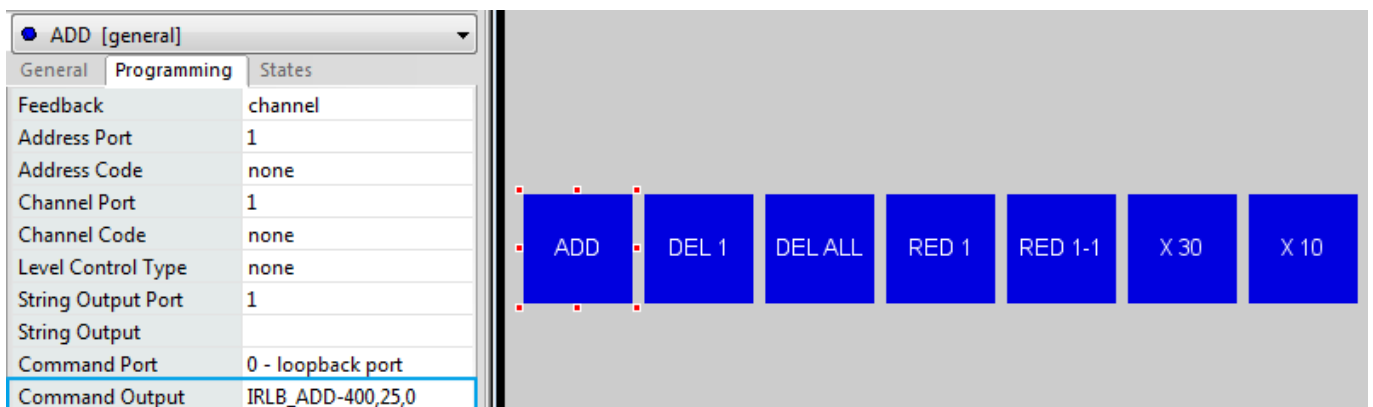 ADD [general]
General Programming States
Feedback channel
Address Port 1
Address Code none
Channel Port 1
Channel Code none
Level Control Type none
String Output Port 1
String Output
Command Port 0 - loopback port
Command Output IRLB_ADD-400,25,0
ADD DEL 1 DEL ALL RED 1 RED 1-1 X 30 X 10